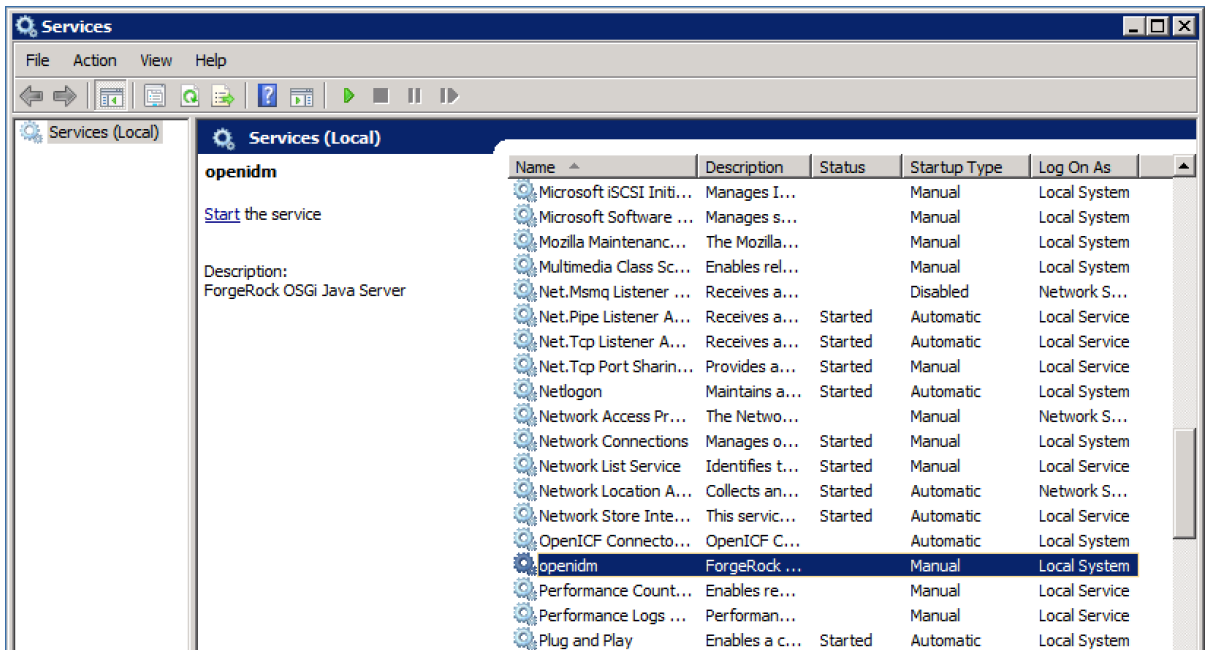 Services
File Action View Help
Services (Local)
Services (Local)
openidm
Start the service
Description:
ForgeRock OSGi Java Server
Name Description Status Startup Type Log On As
Microsoft iSCSI Initi... Manages I... Manual Local System
Microsoft Software ... Manages s... Manual Local System
Mozilla Maintenanc... The Mozilla... Manual Local System
Multimedia Class Sc... Enables rel... Manual Local System
Net.Msmq Listener ... Receives a... Disabled Network S...
Net.Pipe Listener A... Receives a... Started Automatic Local Service
Net.Tcp Listener A... Receives a... Started Automatic Local Service
Net.Tcp Port Sharin... Provides a... Started Manual Local Service
Netlogon Maintains a... Started Automatic Local System
Network Access Pr... The Netwo... Manual Network S...
Network Connections Manages o... Started Manual Local System
Network List Service Identifies t... Started Manual Local Service
Network Location A... Collects an... Started Automatic Network S...
Network Store Inte... This servic... Started Automatic Local Service
OpenICF Connecto... OpenICF C... Automatic Local System
openidm ForgeRock ... Manual Local System
Performance Count... Enables re... Manual Local Service
Performance Logs ... Performan... Manual Local Service
Plug and Play Enables a c... Started Automatic Local System